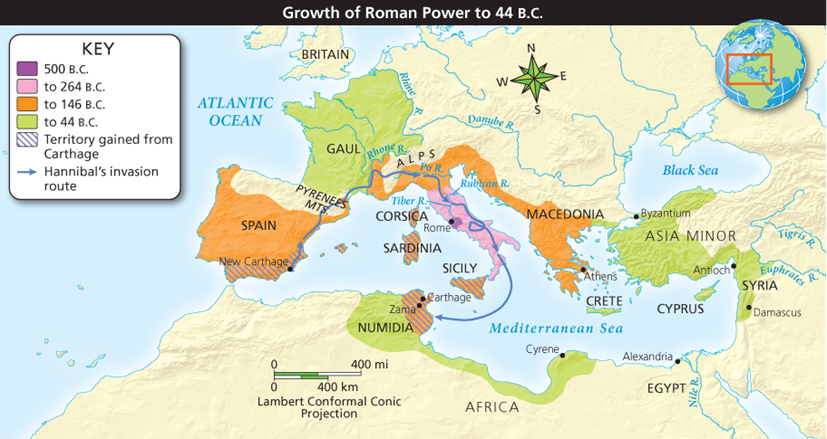 Growth of Roman Power to 44 B.C.
KEY
500 B.C.
to 264 B.C.
to 146 B.C.
to 44 B.C.
Territory gained from
Carthage
Hannibal's invasion
route
N
W
E
S
BRITAIN
ATLANTIC
OCEAN
Rhine R.
Danube R.
GAUL
Rhone R.
ALPS
Po R.
Rubicon R.
Black Sea
PYRENEES
MTS.
Tiber R.
CORSICA
Rome
MACEDONIA
Byzantium
SPAIN
ASIA MINOR
Tigris R.
SARDINIA
New Carthage
SICILY
Athens
Antioch
Euphrates R.
SYRIA
Carthage
Zama
CRETE
CYPRUS
Damascus
NUMIDIA
Mediterranean Sea
Cyrene
Alexandria
0 400 mi
0 400 km
Lambert Conformal Conic
Projection
EGYPT
Nile R.
AFRICA